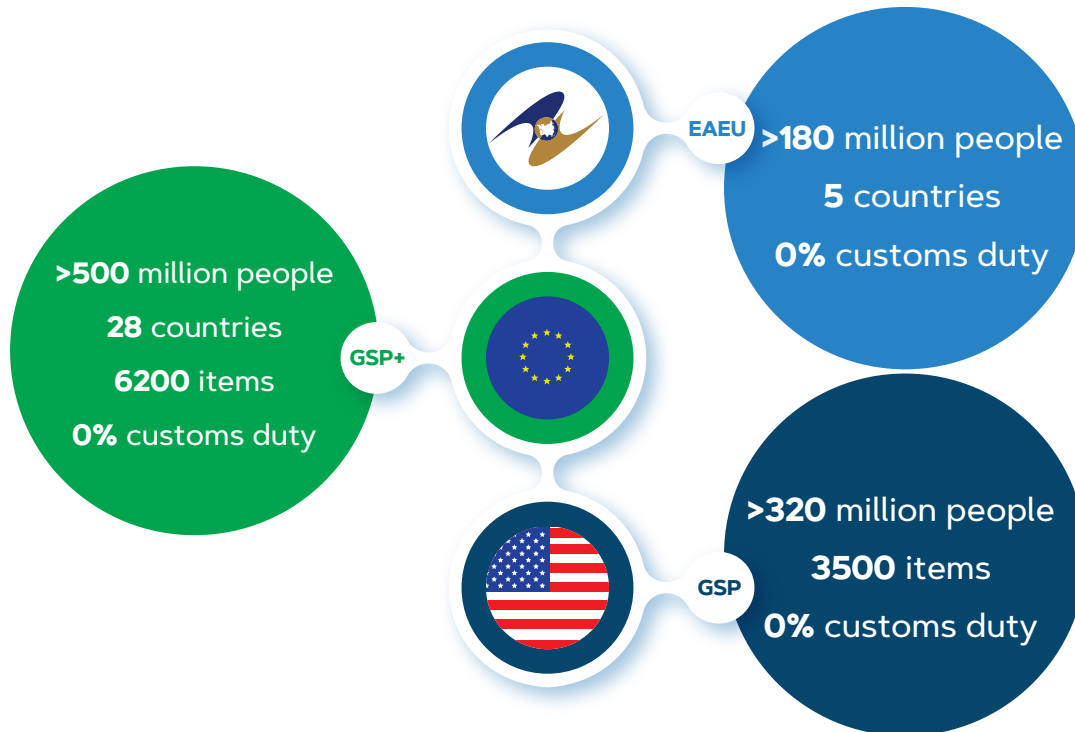 EAEU
>180 million people
5 countries
0% customs duty
>500 million people
28 countries
6200 items
0% customs duty
GSP+
>320 million people
3500 items
0% customs duty
GSP